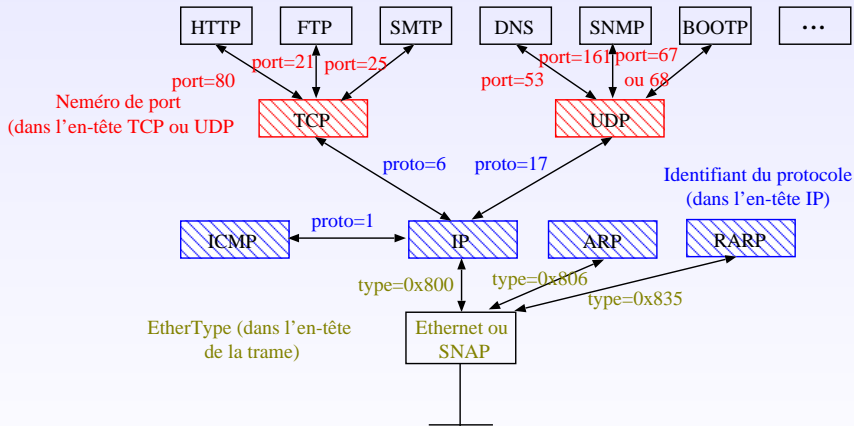 HTTP FTP SMTP DNS SNMP BOOTP ...
port=80 port=21 port=25 port=53 port=161 port=67
ou 68
Neméro de port
(dans l'en-tête TCP ou UDP
TCP UDP
proto=6 proto=17
Identifiant du protocole
(dans l'en-tête IP)
proto=1
ICMP IP ARP RARP
type=0x800 type=0x806
type=0x835
EtherType (dans l'en-tête
de la trame)
Ethernet ou
SNAP